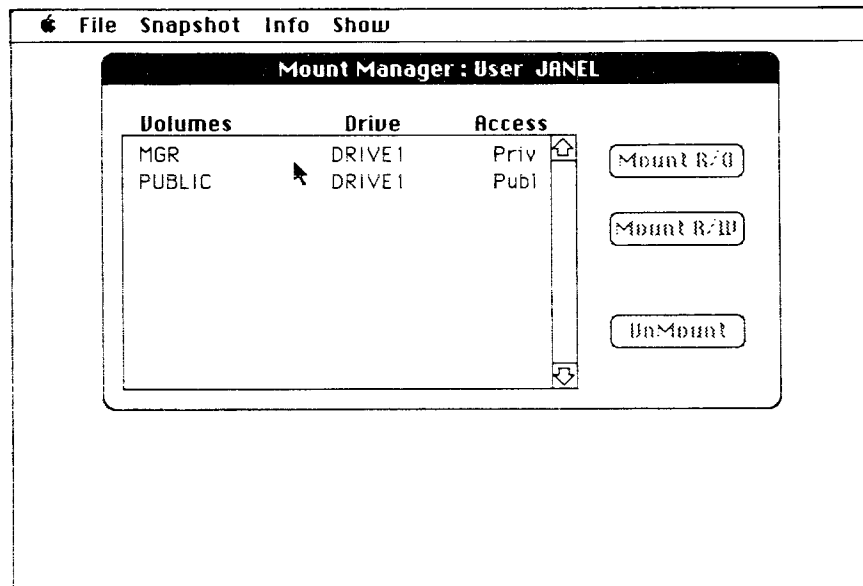 File Snapshot Info Show
Mount Manager : User JANEL
Volumes Drive Access
MGR DRIVE1 Priv
PUBLIC DRIVE1 Publ
Mount R/O
Mount R/W
UnMount